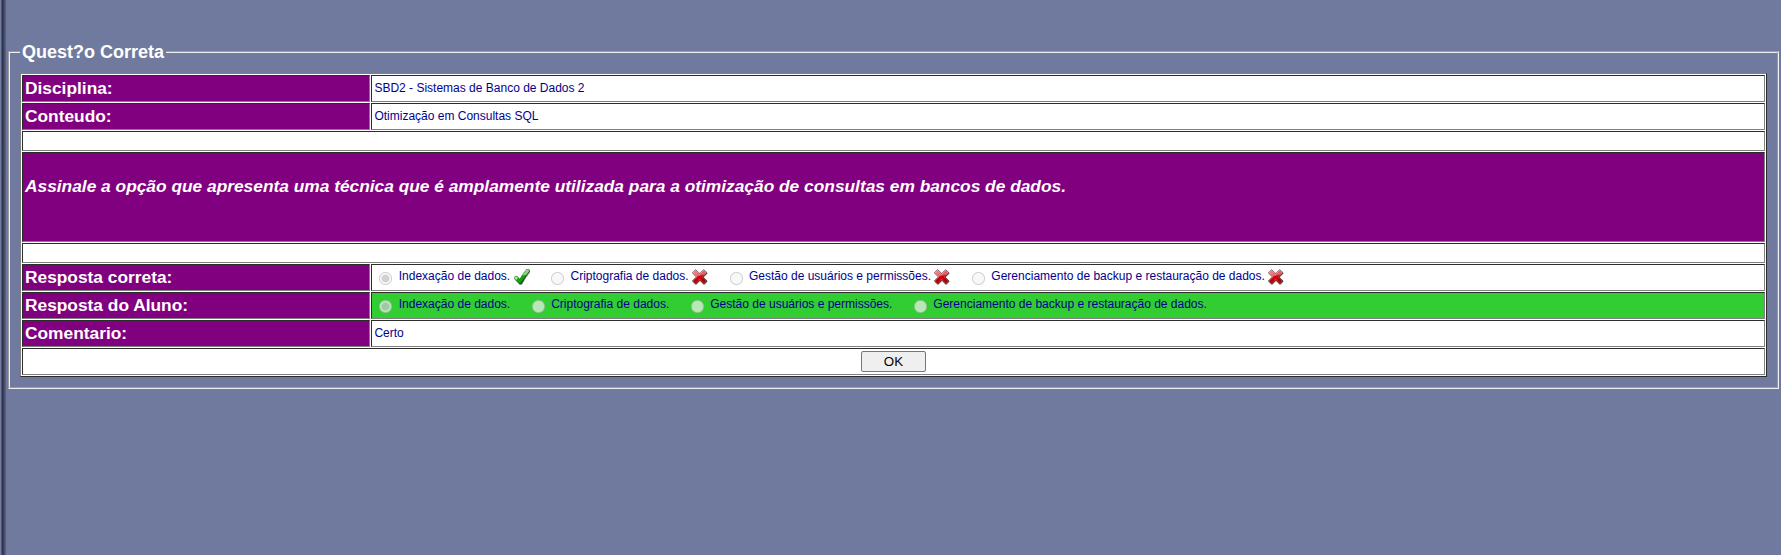 Quest?o Correta
Disciplina: SBD2 - Sistemas de Banco de Dados 2
Conteudo: Otimização em Consultas SQL
Assinale a opção que apresenta uma técnica que é amplamente utilizada para a otimização de consultas em bancos de dados.
Resposta correta: Indexação de dados. Criptografia de dados. Gestão de usuários e permissões. Gerenciamento de backup e restauração de dados.
Resposta do Aluno: Indexação de dados. Criptografia de dados. Gestão de usuários e permissões. Gerenciamento de backup e restauração de dados.
Comentario: Certo
OK